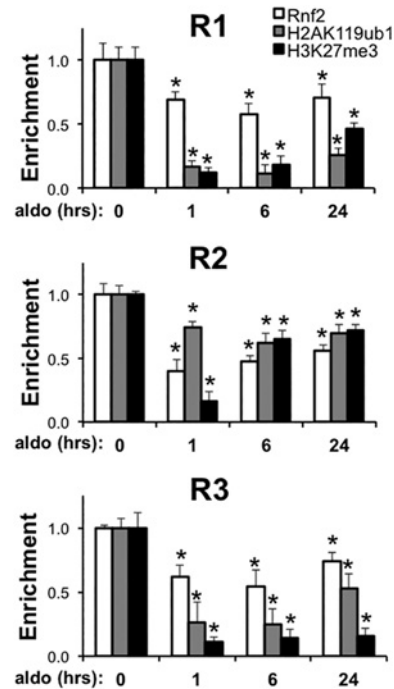 R1
Rnf2
H2AK119ub1
H3K27me3
Enrichment
1.0
0.5
0.0
* * *
* * *
* * *
aldo (hrs): 0 1 6 24
R2
Enrichment
1.0
0.5
0.0
* * *
* * *
* * *
aldo (hrs): 0 1 6 24
R3
Enrichment
1.0
0.5
0.0
* * *
* * *
* * *
aldo (hrs): 0 1 6 24